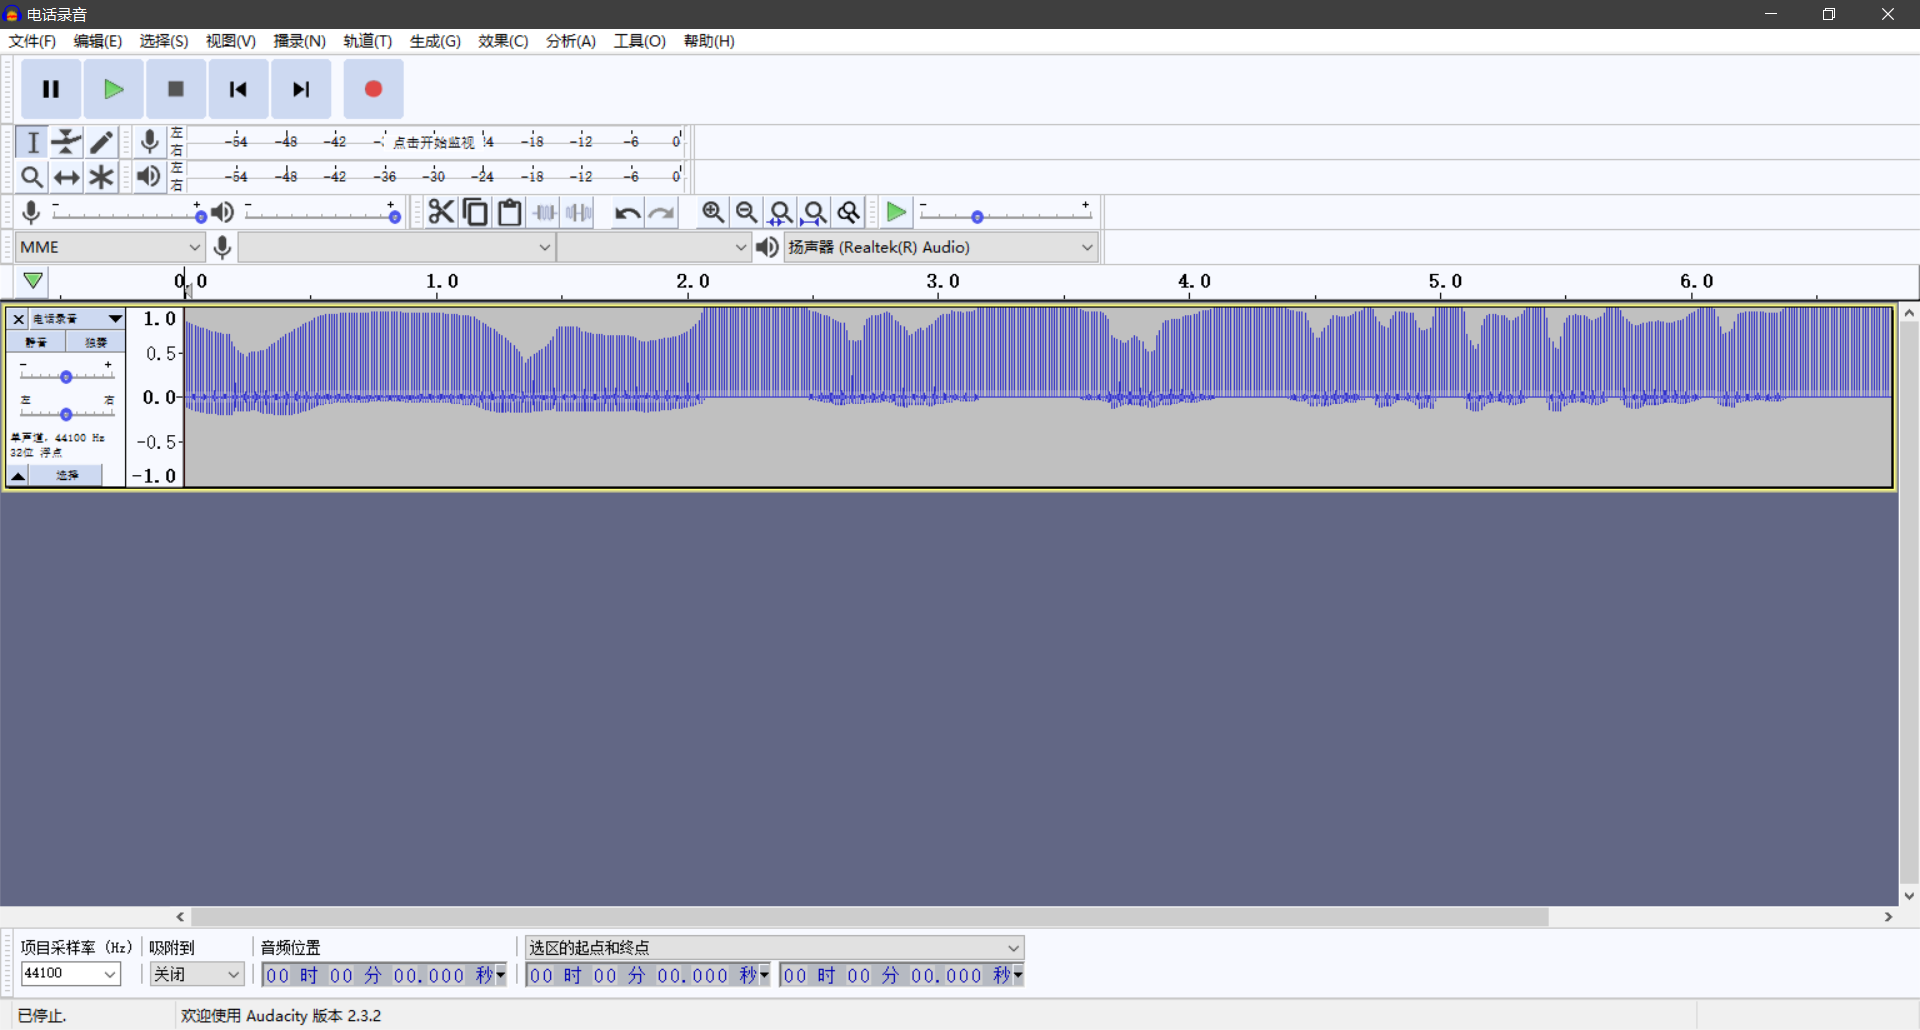 电话录音
文件(F) 编辑(E) 选择(S) 视图(V) 播录(N) 轨道(T) 生成(G) 效果(C) 分析(A) 工具(O) 帮助(H)
左
右
-54 -48 -42 点击开始监视 -18 -12 -6 0
左
右
-54 -48 -42 -36 -30 -24 -18 -12 -6 0
MME 扬声器 (Realtek(R) Audio)
0.0 1.0 2.0 3.0 4.0 5.0 6.0
电话录音
静音 独奏
左 右
单声道, 44100 Hz
32位 浮点
选择
1.0
0.5
0.0
-0.5
-1.0
项目采样率 (Hz) 吸附到 音频位置 选区的起点和终点
44100 关闭 00 时 00 分 00.000 秒 00 时 00 分 00.000 秒 00 时 00 分 00.000 秒
已停止. 欢迎使用 Audacity 版本 2.3.2